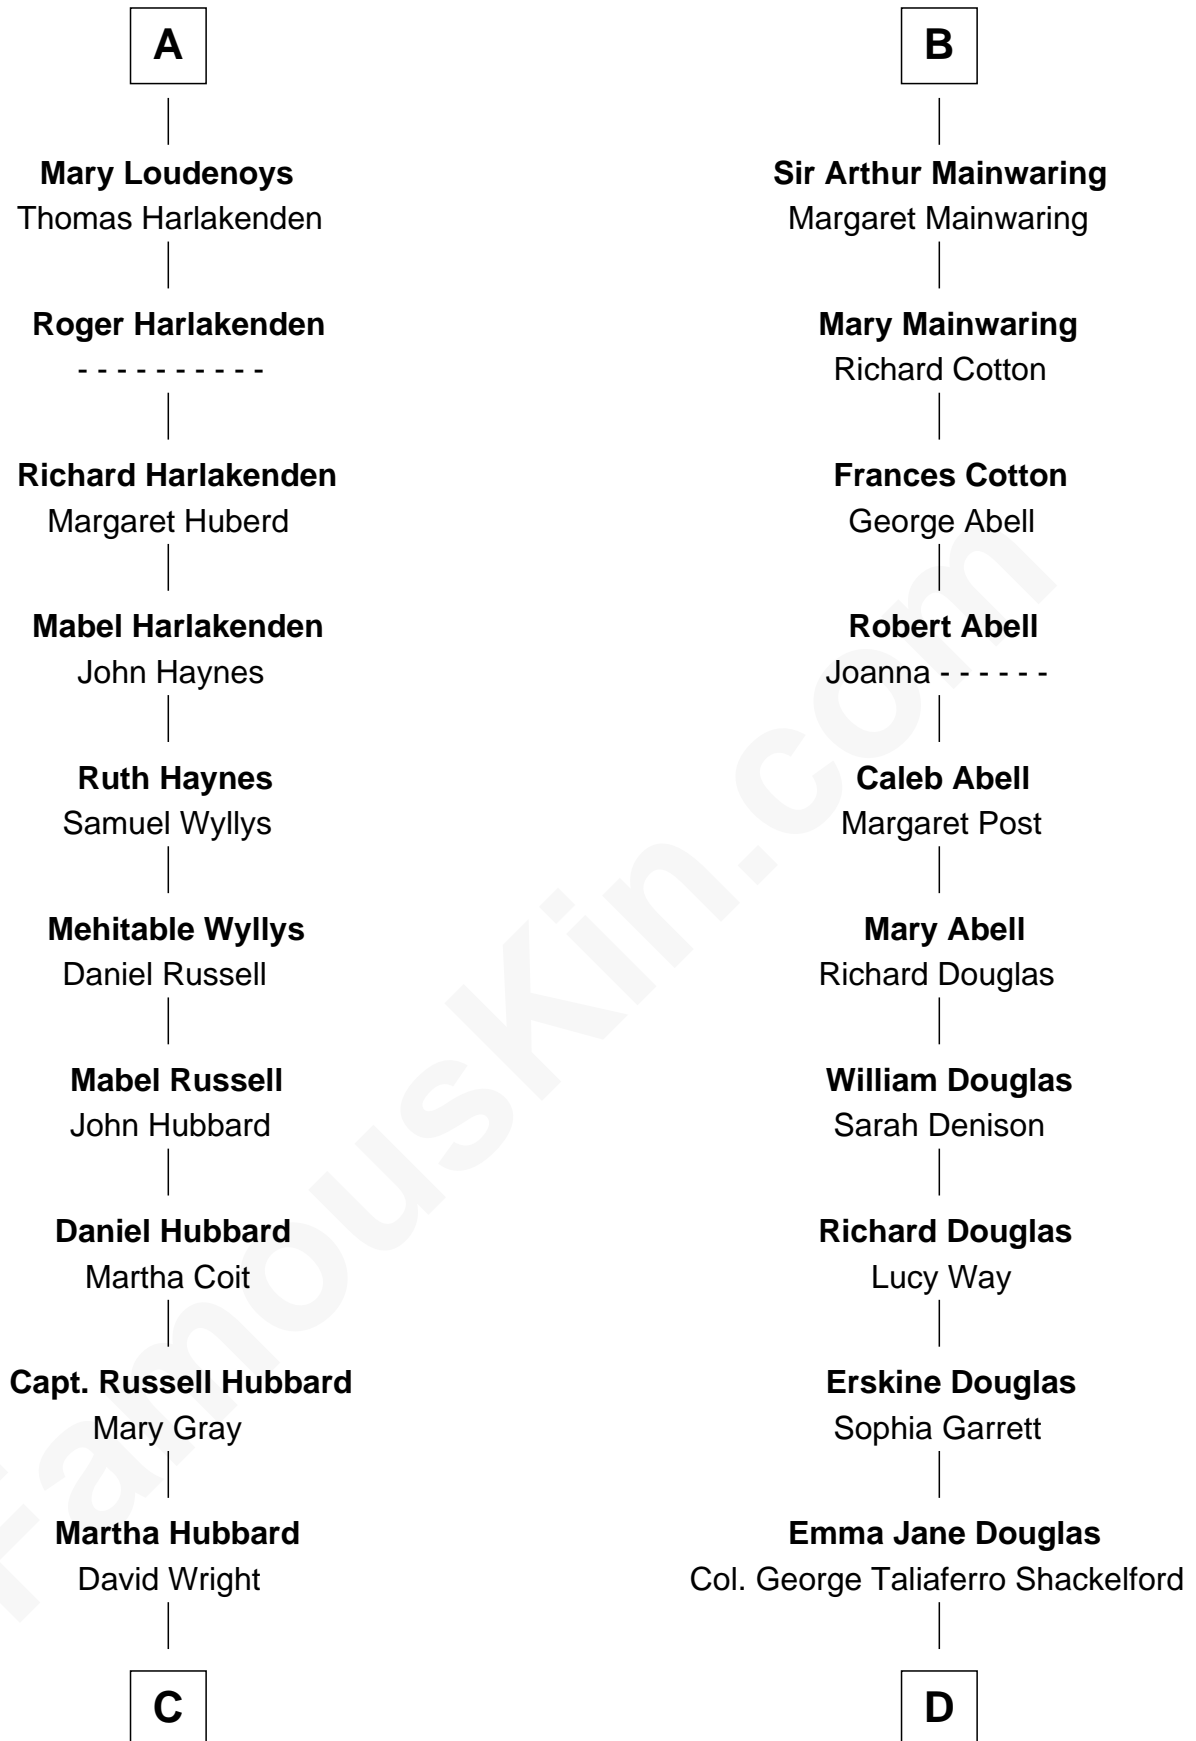 A
Mary Loudenoys
Thomas Harlakenden
Roger Harlakenden
- - - - - - - - - -
Richard Harlakenden
Margaret Huberd
Mabel Harlakenden
John Haynes
Ruth Haynes
Samuel Wyllys
Mehitable Wyllys
Daniel Russell
Mabel Russell
John Hubbard
Daniel Hubbard
Martha Coit
Capt. Russell Hubbard
Mary Gray
Martha Hubbard
David Wright
C
B
Sir Arthur Mainwaring
Margaret Mainwaring
Mary Mainwaring
Richard Cotton
Frances Cotton
George Abell
Robert Abell
Joanna - - - - - -
Caleb Abell
Margaret Post
Mary Abell
Richard Douglas
William Douglas
Sarah Denison
Richard Douglas
Lucy Way
Erskine Douglas
Sophia Garrett
Emma Jane Douglas
Col. George Taliaferro Shackelford
D
FamousKin.com